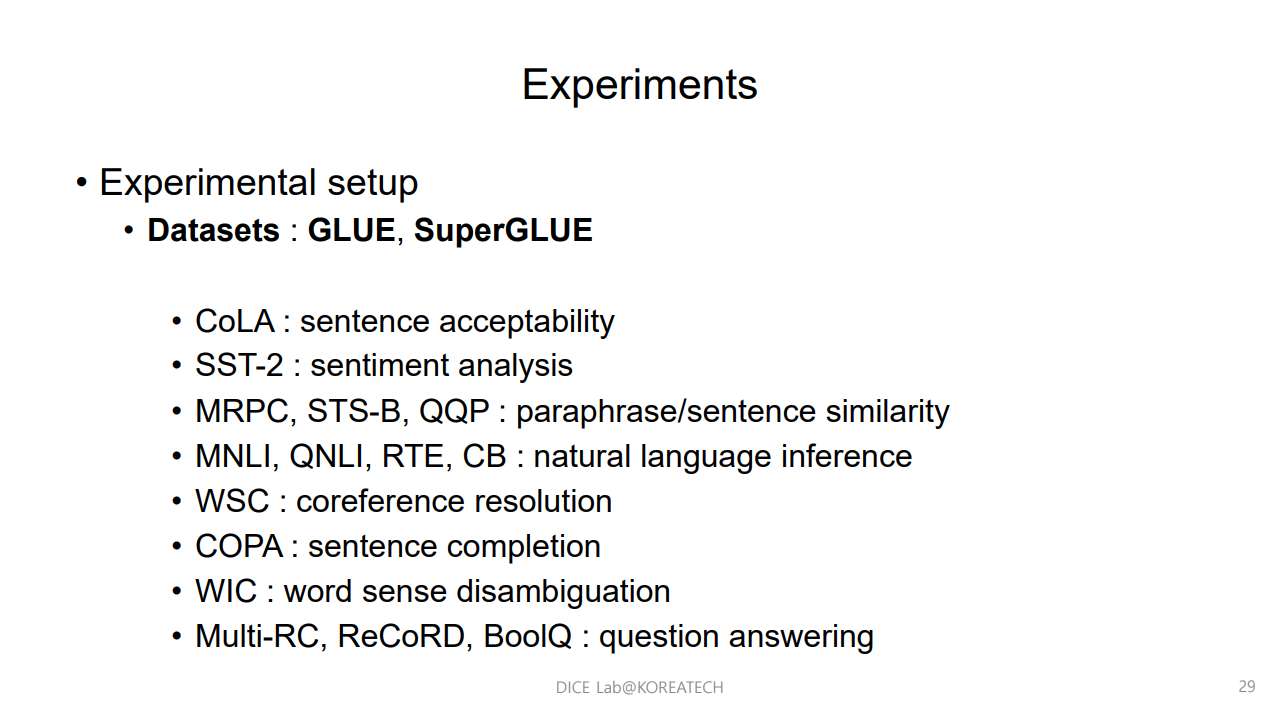 Experiments
• Experimental setup
• Datasets : GLUE, SuperGLUE
• CoLA : sentence acceptability
• SST-2 : sentiment analysis
• MRPC, STS-B, QQP : paraphrase/sentence similarity
• MNLI, QNLI, RTE, CB : natural language inference
• WSC : coreference resolution
• COPA : sentence completion
• WIC : word sense disambiguation
• Multi-RC, ReCoRD, BoolQ : question answering
DICE Lab@KOREATECH
29